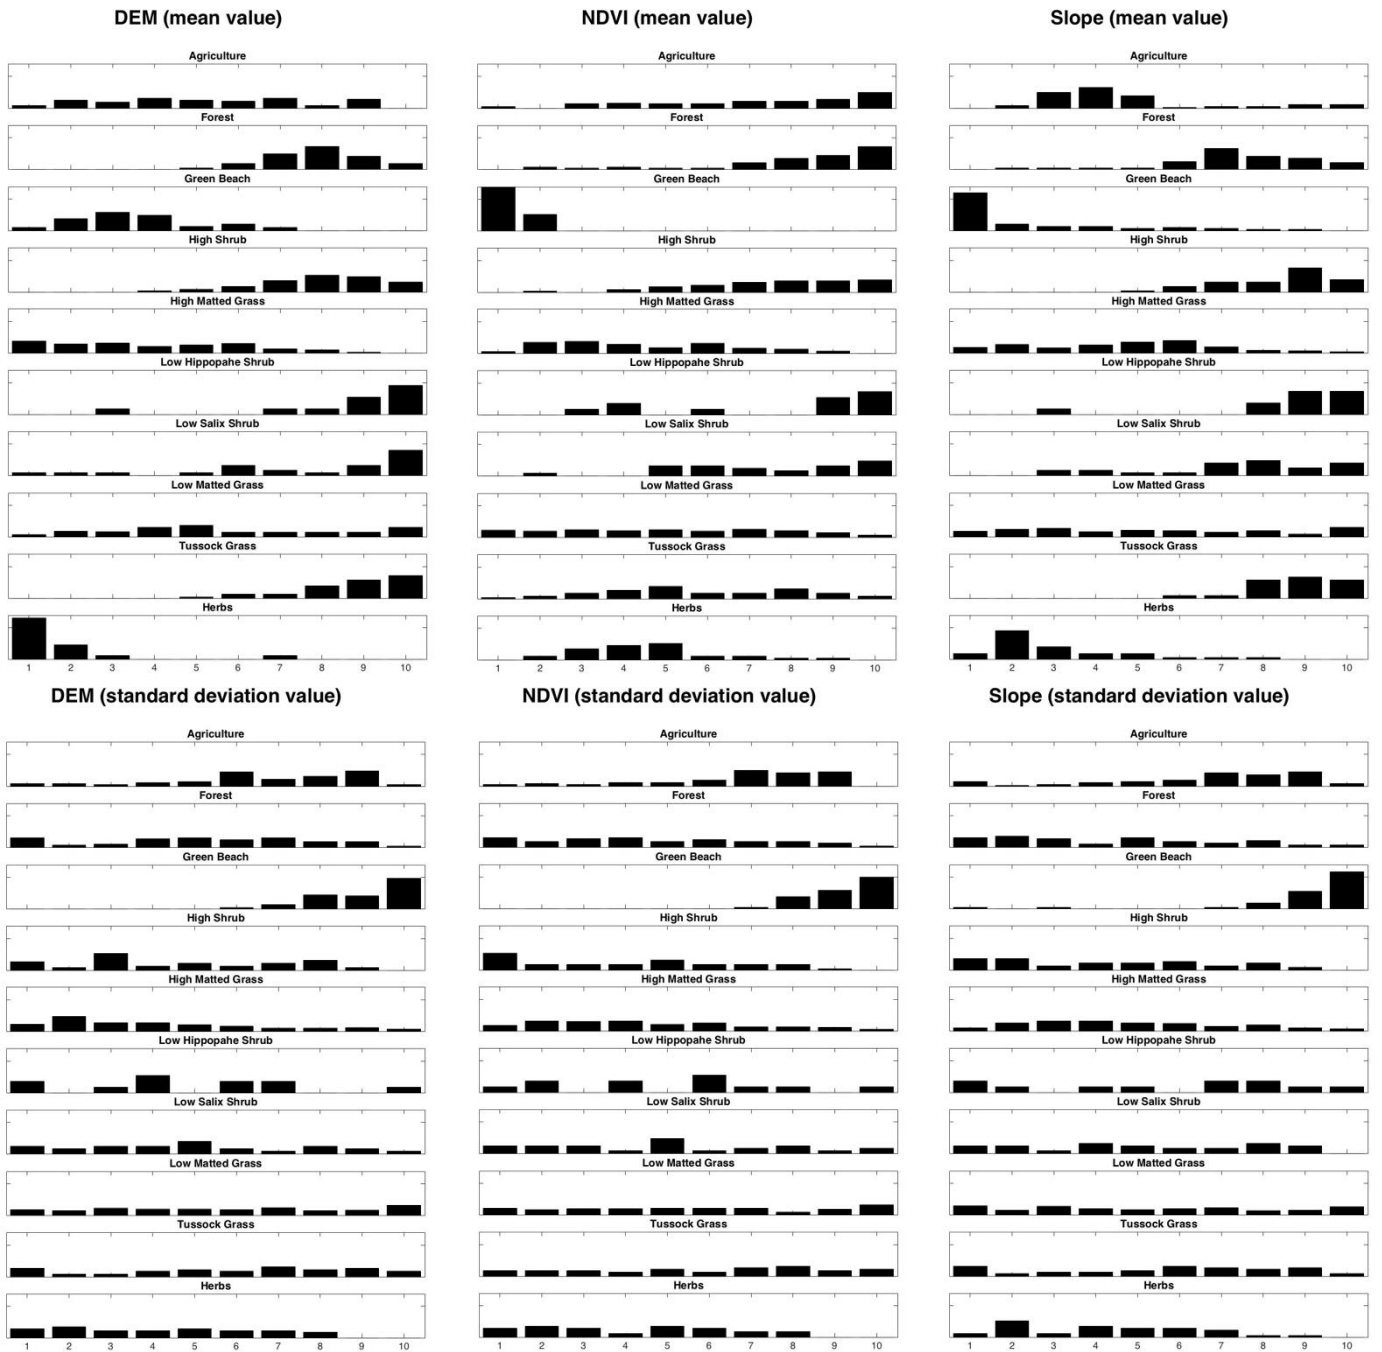 DEM (mean value)
Agriculture
Forest
Green Beach
High Shrub
High Matted Grass
Low Hippopahe Shrub
Low Salix Shrub
Low Matted Grass
Tussock Grass
Herbs
1 2 3 4 5 6 7 8 9 10
NDVI (mean value)
Agriculture
Forest
Green Beach
High Shrub
High Matted Grass
Low Hippopahe Shrub
Low Salix Shrub
Low Matted Grass
Tussock Grass
Herbs
1 2 3 4 5 6 7 8 9 10
Slope (mean value)
Agriculture
Forest
Green Beach
High Shrub
High Matted Grass
Low Hippopahe Shrub
Low Salix Shrub
Low Matted Grass
Tussock Grass
Herbs
1 2 3 4 5 6 7 8 9 10
DEM (standard deviation value)
Agriculture
Forest
Green Beach
High Shrub
High Matted Grass
Low Hippopahe Shrub
Low Salix Shrub
Low Matted Grass
Tussock Grass
Herbs
1 2 3 4 5 6 7 8 9 10
NDVI (standard deviation value)
Agriculture
Forest
Green Beach
High Shrub
High Matted Grass
Low Hippopahe Shrub
Low Salix Shrub
Low Matted Grass
Tussock Grass
Herbs
1 2 3 4 5 6 7 8 9 10
Slope (standard deviation value)
Agriculture
Forest
Green Beach
High Shrub
High Matted Grass
Low Hippopahe Shrub
Low Salix Shrub
Low Matted Grass
Tussock Grass
Herbs
1 2 3 4 5 6 7 8 9 10